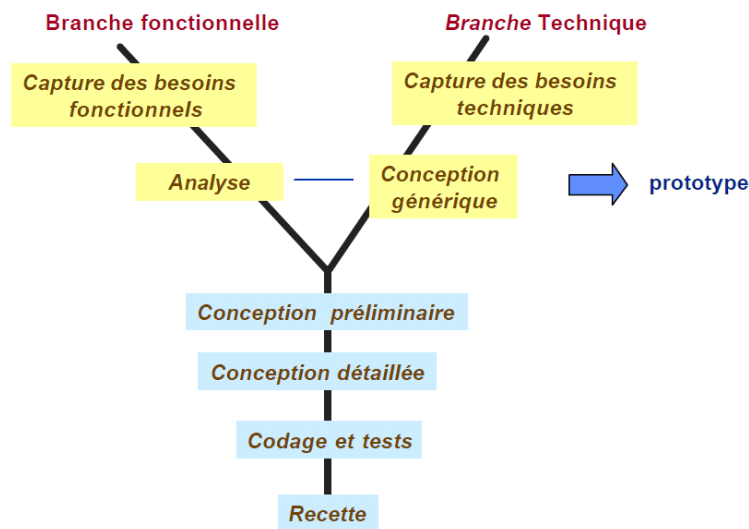 Branche fonctionnelle
Branche Technique
Capture des besoins
fonctionnels
Capture des besoins
techniques
Analyse
Conception
générique
prototype
Conception préliminaire
Conception détaillée
Codage et tests
Recette